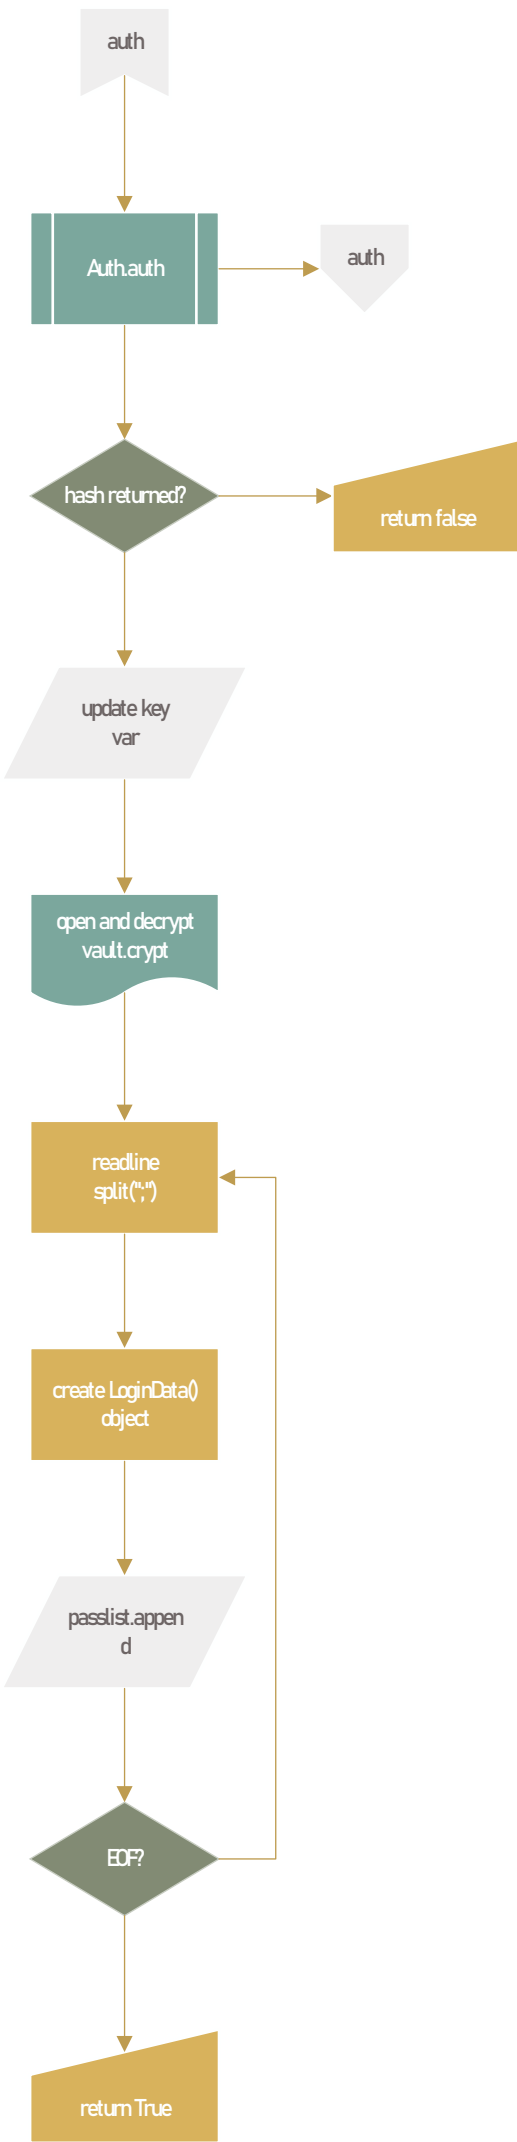 auth
Auth.auth
auth
hash returned?
return false
update key
var
open and decrypt
vault.crypt
readline
split(";")
create LoginData()
object
passlist.appen
d
EOF?
return True